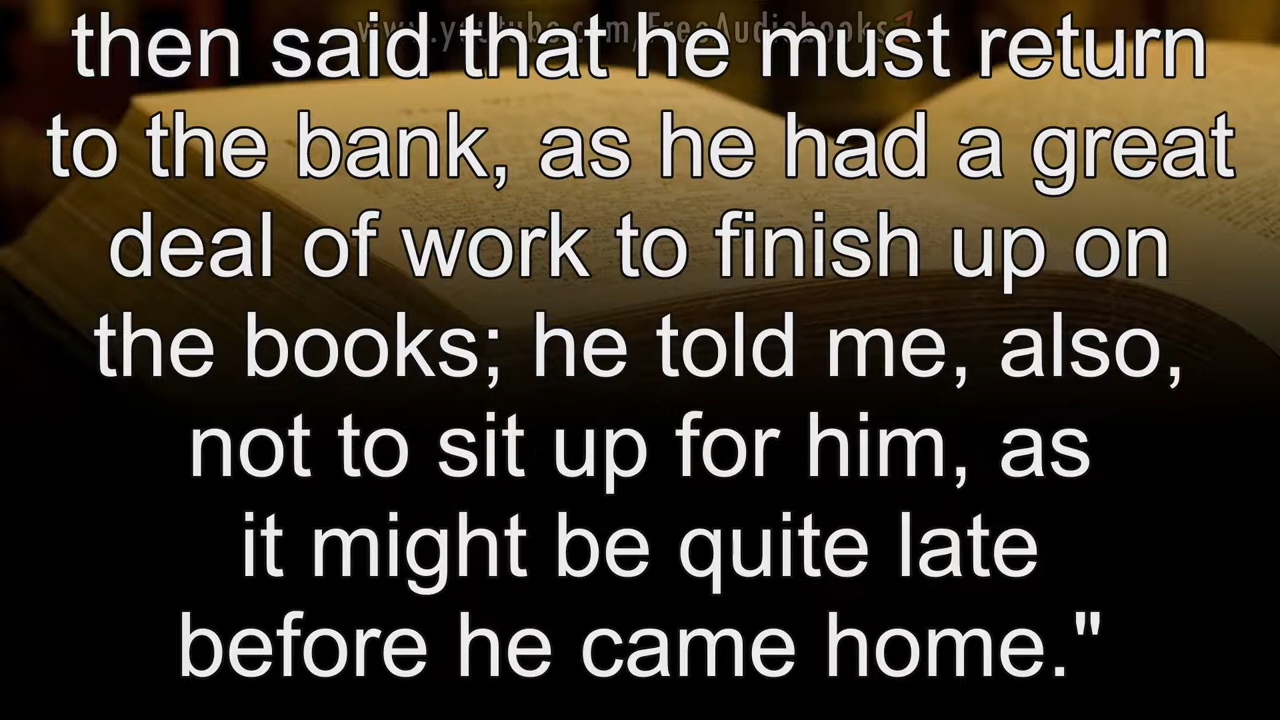 www.youtube.com/FreeAudiobooks
then said that he must return
to the bank, as he had a great
deal of work to finish up on
the books; he told me, also,
not to sit up for him, as
it might be quite late
before he came home."